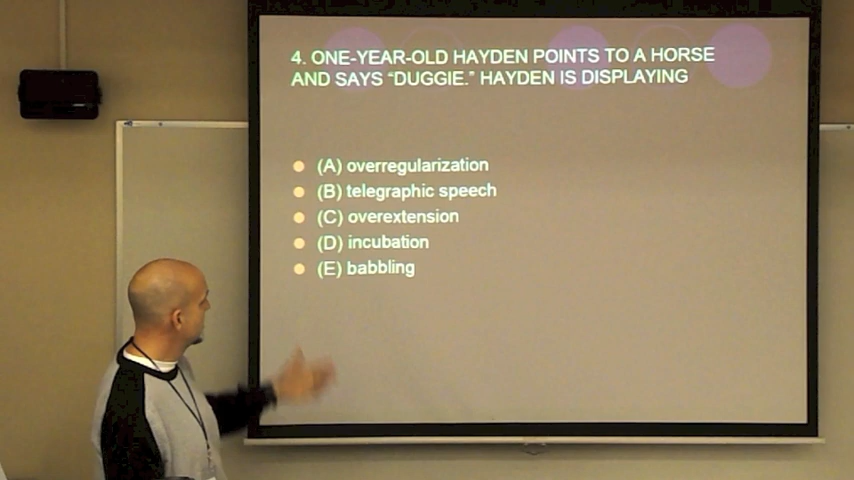 4. ONE-YEAR-OLD HAYDEN POINTS TO A HORSE
AND SAYS “DUGGIE.” HAYDEN IS DISPLAYING
(A) overregularization
(B) telegraphic speech
(C) overextension
(D) incubation
(E) babbling